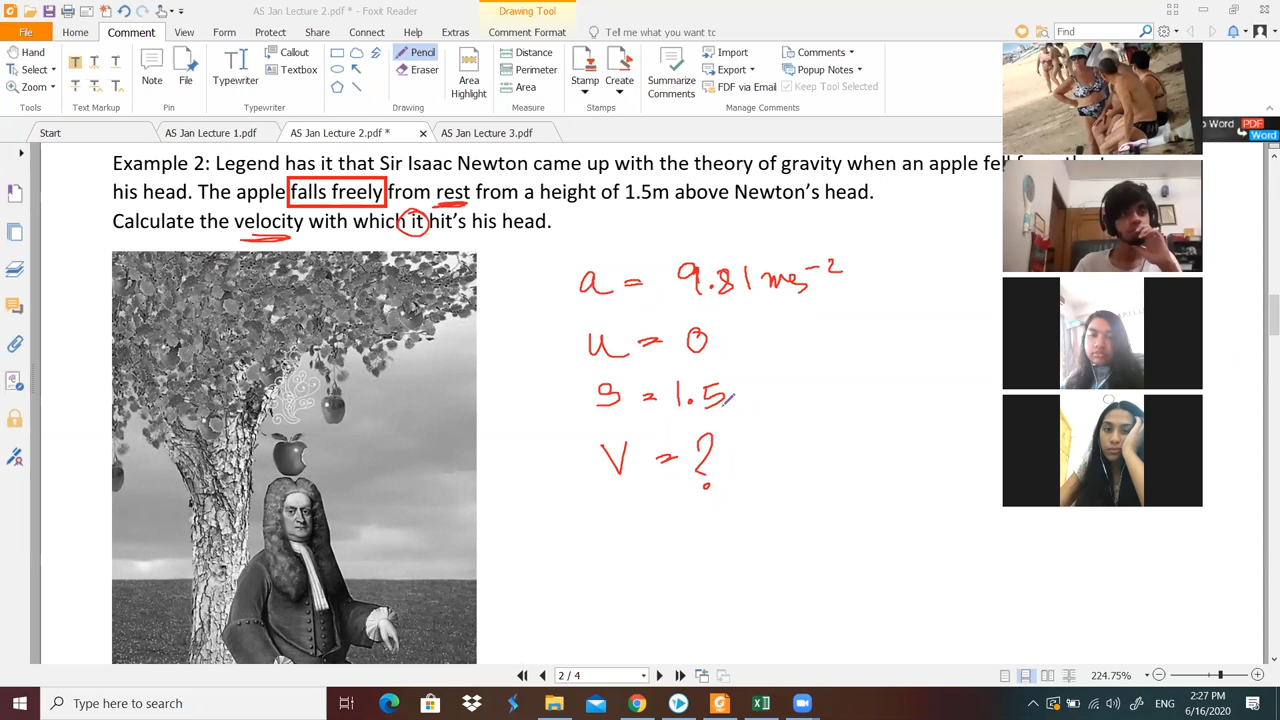 AS Jan Lecture 2.pdf * - Foxit Reader
Drawing Tool
File Home Comment View Form Protect Share Connect Help Extras Comment Format Tell me what you want tc Find
Hand
Select
Zoom
Tools
T T T
T T T
Text Markup
Note
File
Pin
Typewriter
Callout
Textbox
Typewriter
Pencil
Eraser
Drawing
Area
Highlight
Distance
Perimeter
Area
Measure
Stamp
Create
Stamps
Summarize
Comments
Import
Export
FDF via Email
Comments
Popup Notes
Keep Tool Selected
Manage Comments
Word PDF
Word
Start AS Jan Lecture 1.pdf AS Jan Lecture 2.pdf * AS Jan Lecture 3.pdf
Example 2: Legend has it that Sir Isaac Newton came up with the theory of gravity when an apple fell
his head. The apple falls freely from rest from a height of 1.5m above Newton's head.
Calculate the velocity with which it hit's his head.
a = 9.81 ms⁻²
u = 0
s = 1.5
V = ?
2 / 4
224.75%
Type here to search
ENG
2:27 PM
6/16/2020